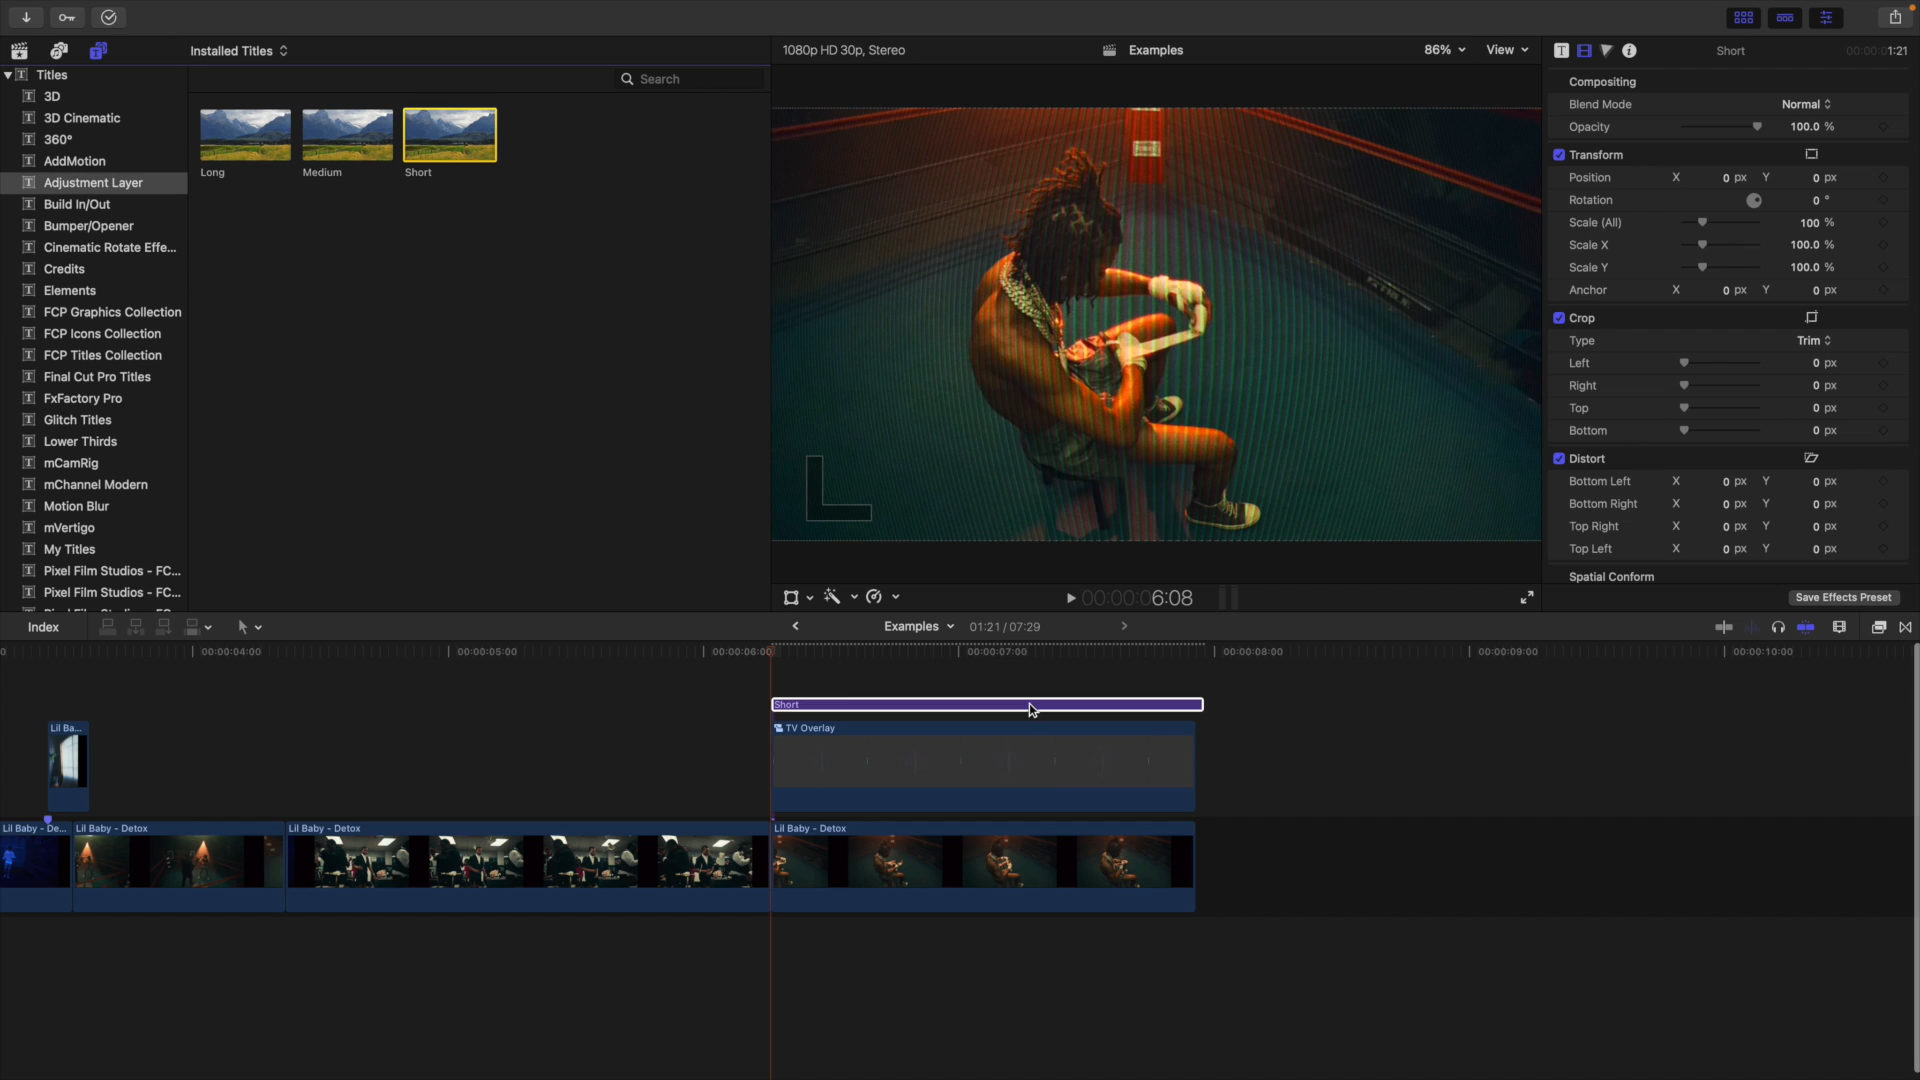 Installed Titles
1080p HD 30p, Stereo
Examples
86%
View
Short
00:00:01:21
Titles
3D
3D Cinematic
360°
AddMotion
Adjustment Layer
Build In/Out
Bumper/Opener
Cinematic Rotate Effe...
Credits
Elements
FCP Graphics Collection
FCP Icons Collection
FCP Titles Collection
Final Cut Pro Titles
FxFactory Pro
Glitch Titles
Lower Thirds
mCamRig
mChannel Modern
Motion Blur
mVertigo
My Titles
Pixel Film Studios - FC...
Pixel Film Studios - FC...
Search
Long
Medium
Short
00:00:06:08
Compositing
Blend Mode Normal
Opacity 100.0 %
Transform
Position X 0 px Y 0 px
Rotation 0 °
Scale (All) 100 %
Scale X 100.0 %
Scale Y 100.0 %
Anchor X 0 px Y 0 px
Crop
Type Trim
Left 0 px
Right 0 px
Top 0 px
Bottom 0 px
Distort
Bottom Left X 0 px Y 0 px
Bottom Right X 0 px Y 0 px
Top Right X 0 px Y 0 px
Top Left X 0 px Y 0 px
Spatial Conform
Save Effects Preset
Index
Examples
01:21 / 07:29
00:00:04:00
00:00:05:00
00:00:06:00
00:00:07:00
00:00:08:00
00:00:09:00
00:00:10:00
Short
Lil Ba...
TV Overlay
Lil Baby - De...
Lil Baby - Detox
Lil Baby - Detox
Lil Baby - Detox